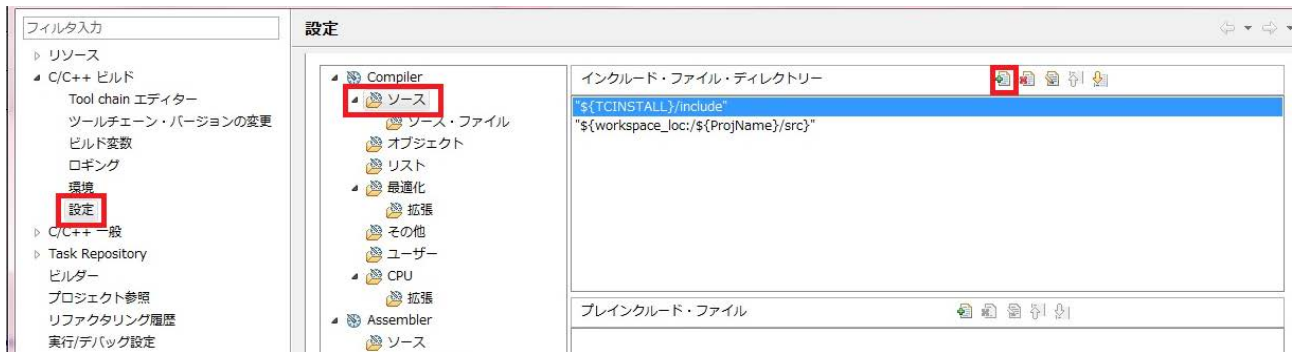 フィルタ入力
リソース
C/C++ ビルド
Tool chain エディター
ツールチェーン・バージョンの変更
ビルド変数
ロギング
環境
設定
C/C++ 一般
Task Repository
ビルダー
プロジェクト参照
リファクタリング履歴
実行/デバッグ設定
設定
Compiler
ソース
ソース・ファイル
オブジェクト
リスト
最適化
拡張
その他
ユーザー
CPU
拡張
Assembler
ソース
インクルード・ファイル・ディレクトリー
"${TCINSTALL}/include"
"${workspace_loc:/${ProjName}/src}"
プレインクルード・ファイル